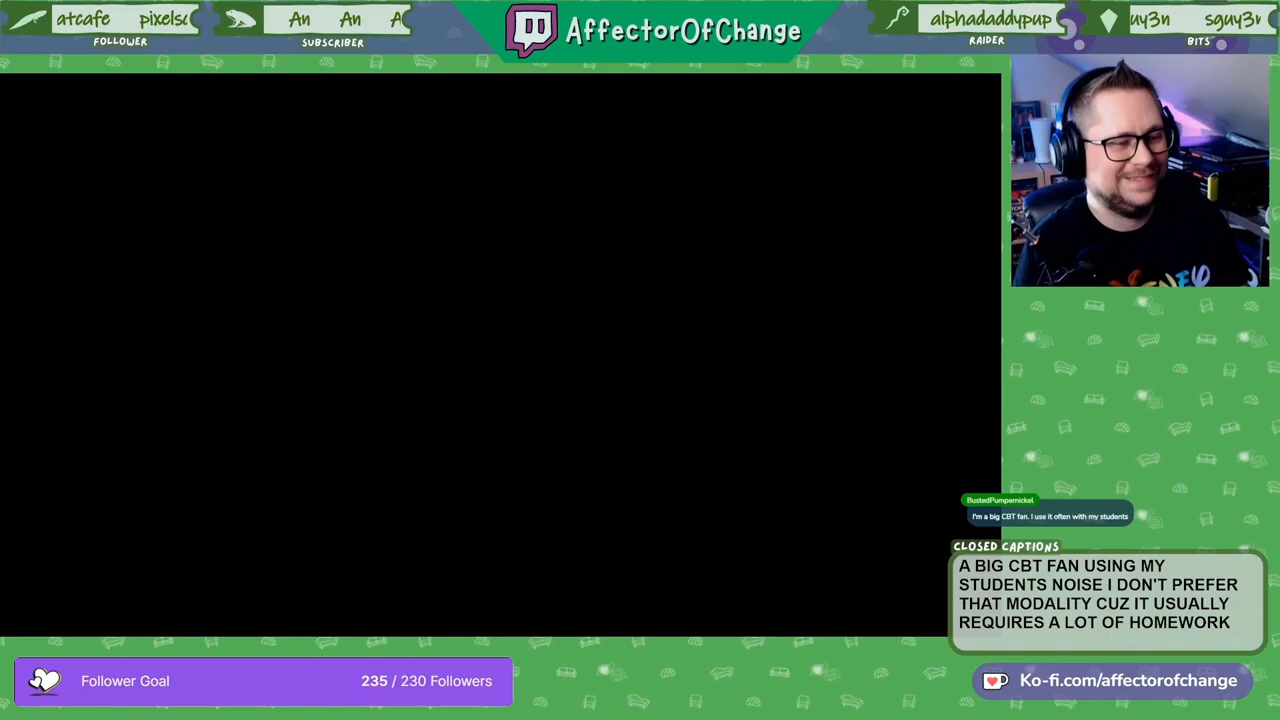 atcafe pixelsc
FOLLOWER
An An A
SUBSCRIBER
AffectorOfChange
alphadaddypup
RAIDER
uy3n sguy3r
BITS
BustedPumpernickel
I'm a big CBT fan. I use it often with my students
CLOSED CAPTIONS
A BIG CBT FAN USING MY
STUDENTS NOISE I DON'T PREFER
THAT MODALITY CUZ IT USUALLY
REQUIRES A LOT OF HOMEWORK
Follower Goal
235 / 230 Followers
Ko-fi.com/affectorofchange